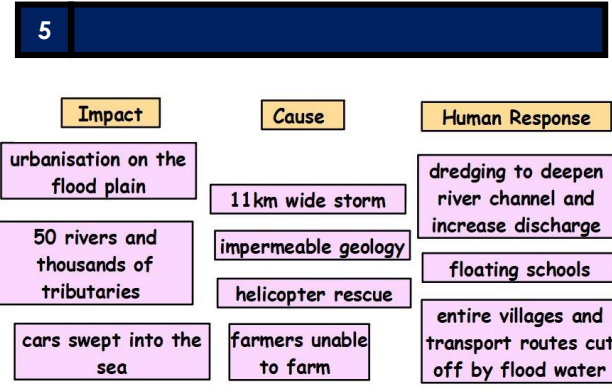 5
Impact
Cause
Human Response
urbanisation on the
flood plain
50 rivers and
thousands of
tributaries
cars swept into the
sea
11km wide storm
impermeable geology
helicopter rescue
farmers unable
to farm
dredging to deepen
river channel and
increase discharge
floating schools
entire villages and
transport routes cut
off by flood water